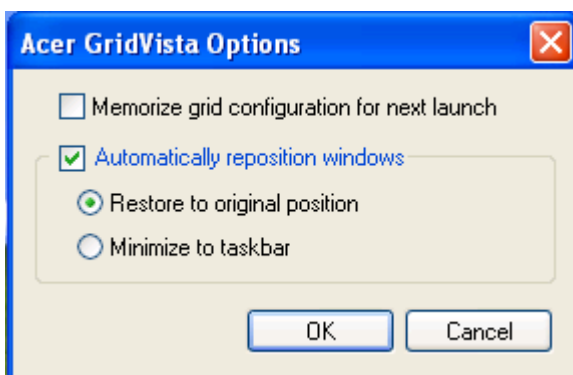 Acer GridVista Options
Memorize grid configuration for next launch
Automatically reposition windows
Restore to original position
Minimize to taskbar
OK
Cancel